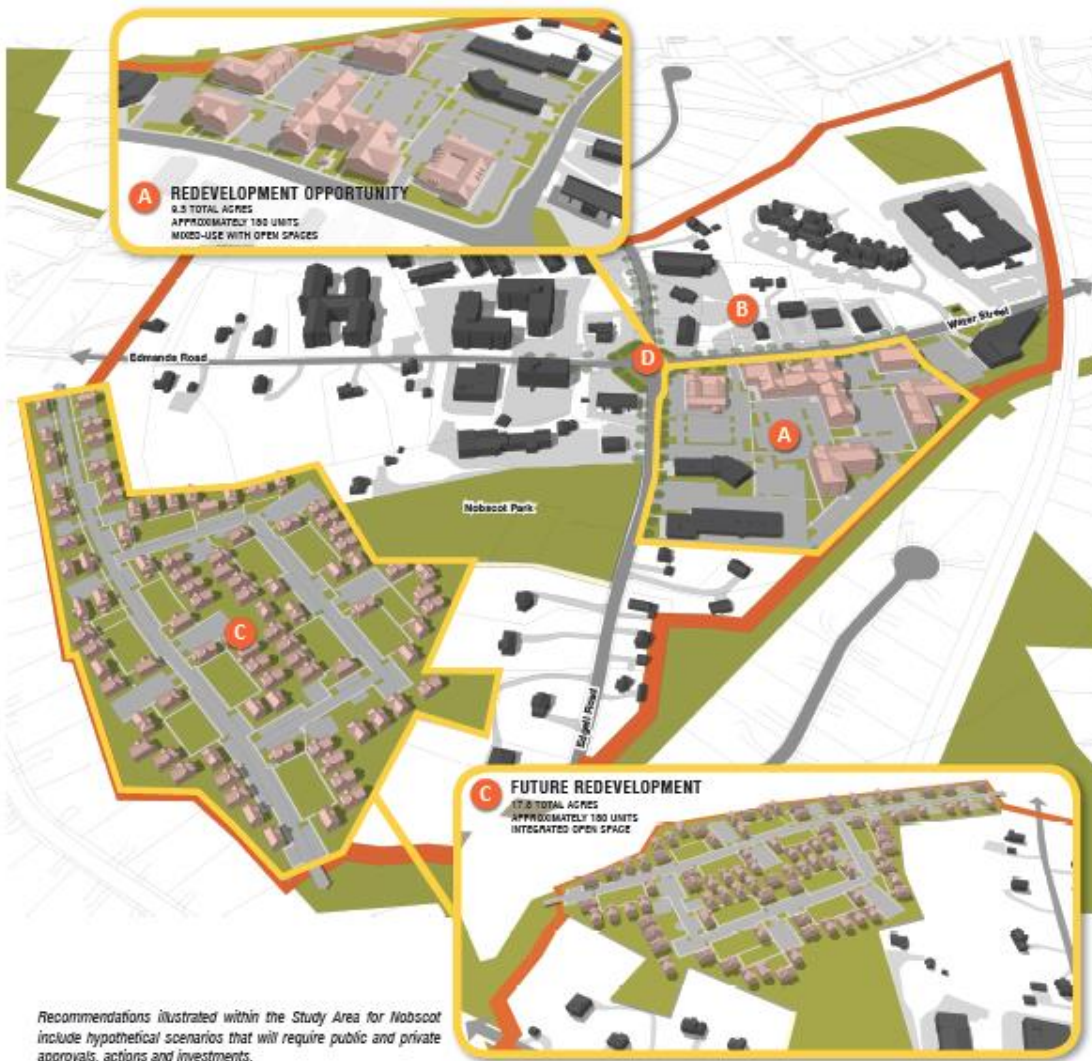 A REDEVELOPMENT OPPORTUNITY
9.3 TOTAL ACRES
APPROXIMATELY 180 UNITS
MIXED-USE WITH OPEN SPACES
B
Water Street
Edmands Road
D
A
Nobscot Park
C
Edgell Road
C FUTURE REDEVELOPMENT
17.8 TOTAL ACRES
APPROXIMATELY 180 UNITS
INTEGRATED OPEN SPACE
Recommendations illustrated within the Study Area for Nobscot
include hypothetical scenarios that will require public and private
approvals, actions and investments.